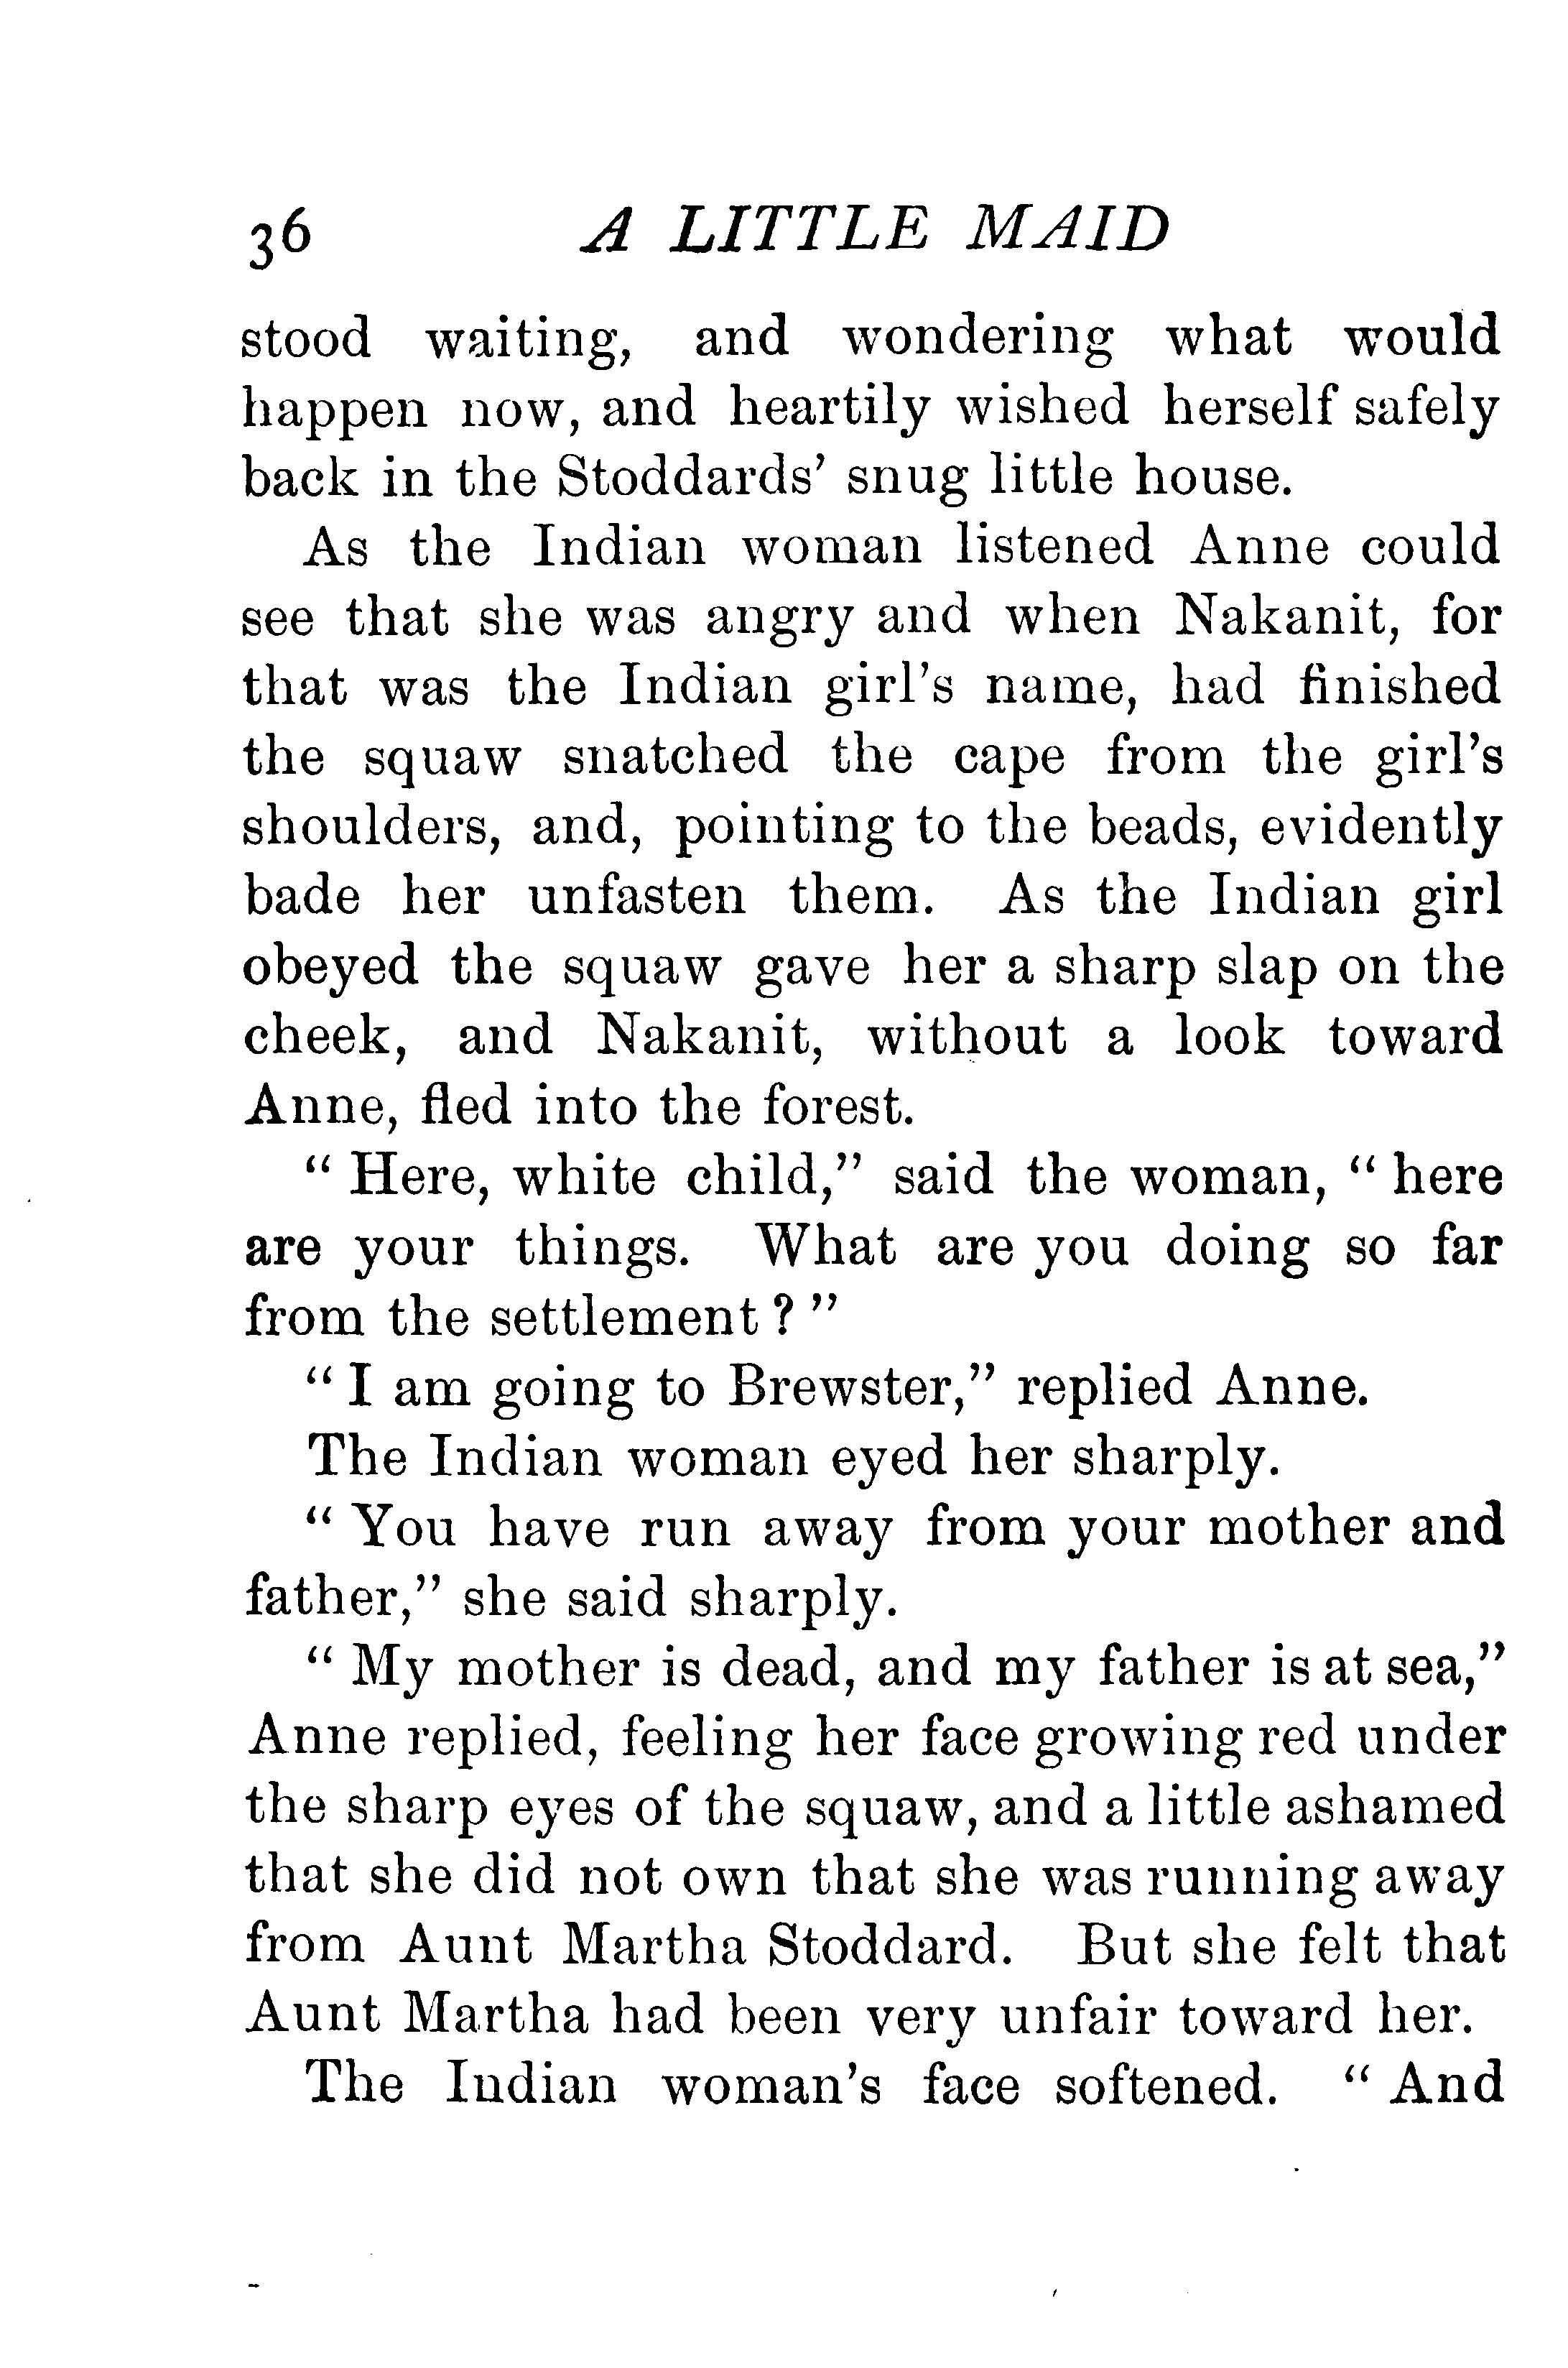 36 A LITTLE MAID
stood waiting, and wondering what would
happen now, and heartily wished herself safely
back in the Stoddards’ snug little house.
As the Indian woman listened Anne could
see that she was angry and when Nakanit, for
that was the Indian girl’s name, had finished
the squaw snatched the cape from the girl’s
shoulders, and, pointing to the beads, evidently
bade her unfasten them. As the Indian girl
obeyed the squaw gave her a sharp slap on the
cheek, and Nakanit, without a look toward
Anne, fled into the forest.
“ Here, white child,” said the woman, “ here
are your things. What are you doing so far
from the settlement ? ”
“ I am going to Brewster,” replied Anne.
The Indian woman eyed her sharply.
“ You have run away from your mother and
father,” she said sharply.
“ My mother is dead, and my father is at sea,”
Anne replied, feeling her face growing red under
the sharp eyes of the squaw, and a little ashamed
that she did not own that she was running away
from Aunt Martha Stoddard. But she felt that
Aunt Martha had been very unfair toward her.
The Indian woman’s face softened. “ And